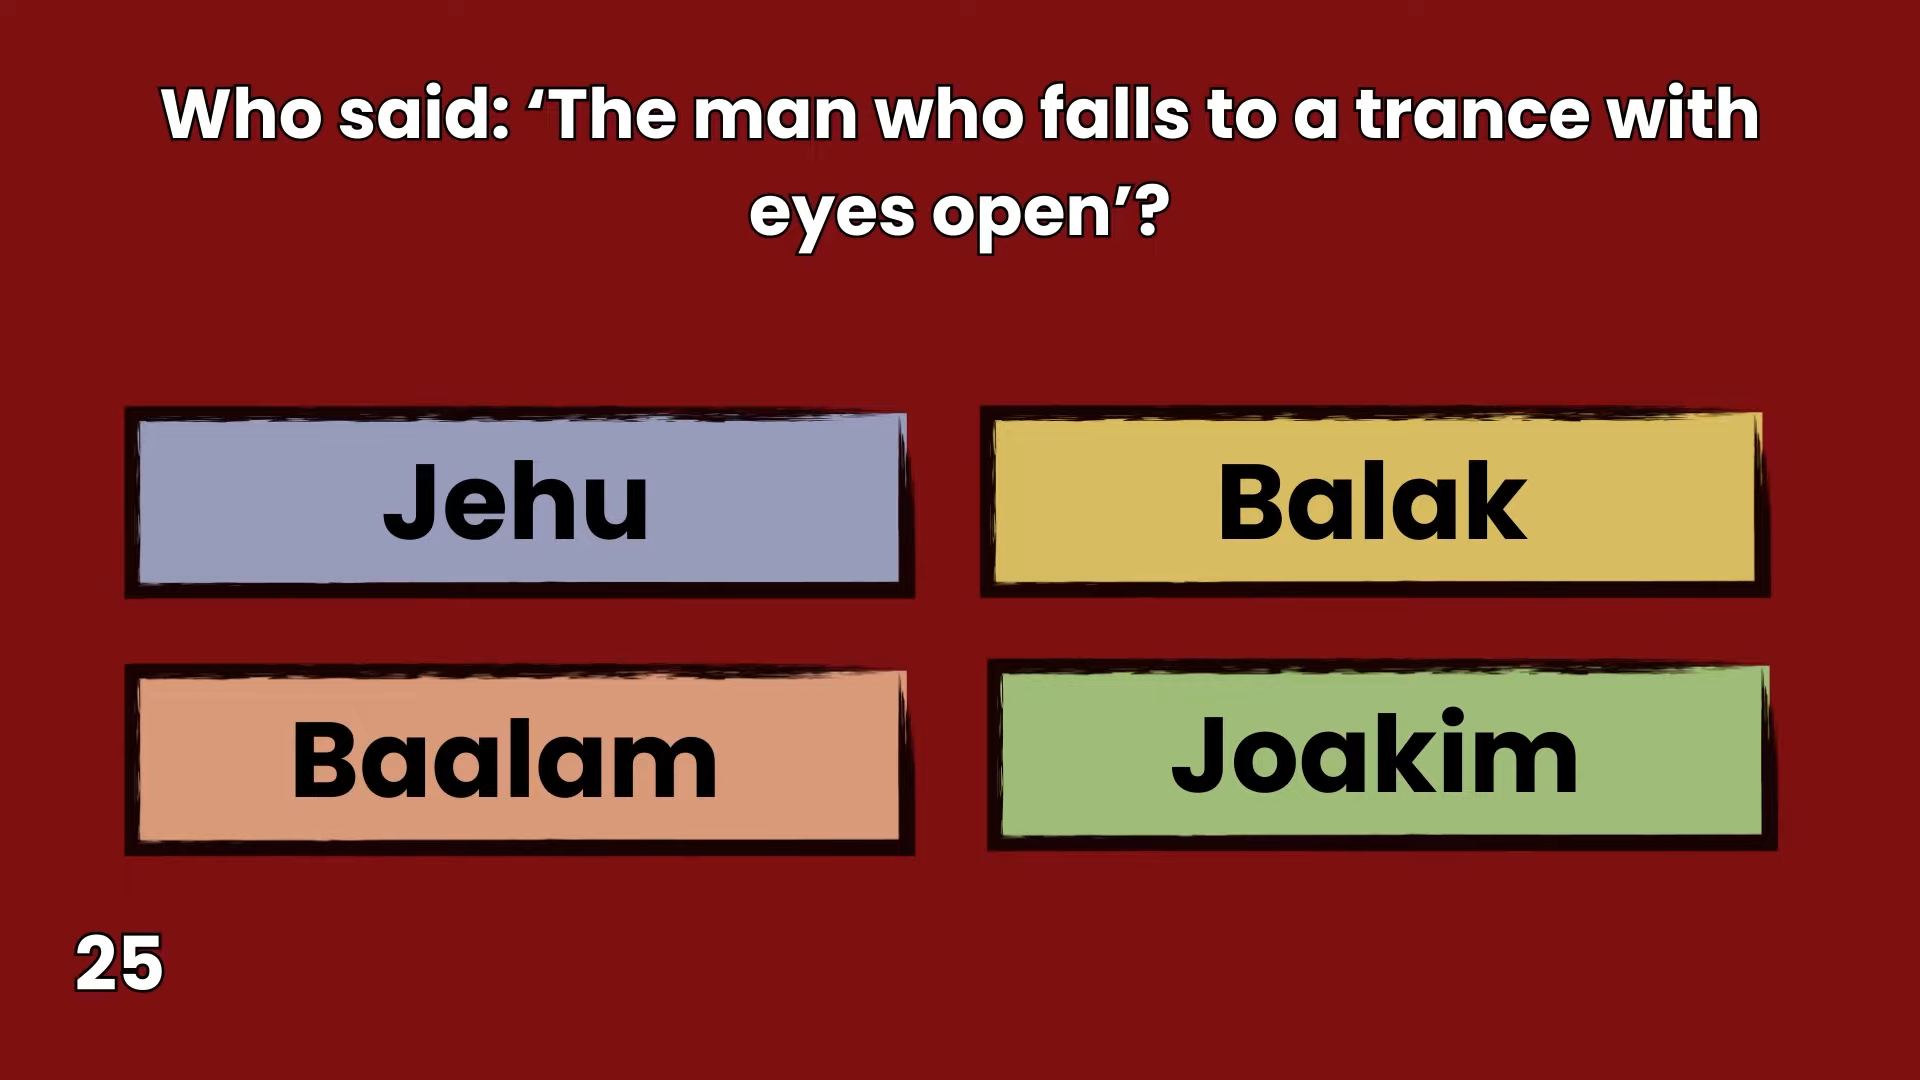 Who said: ‘The man who falls to a trance with
eyes open’?
Jehu
Balak
Baalam
Joakim
25